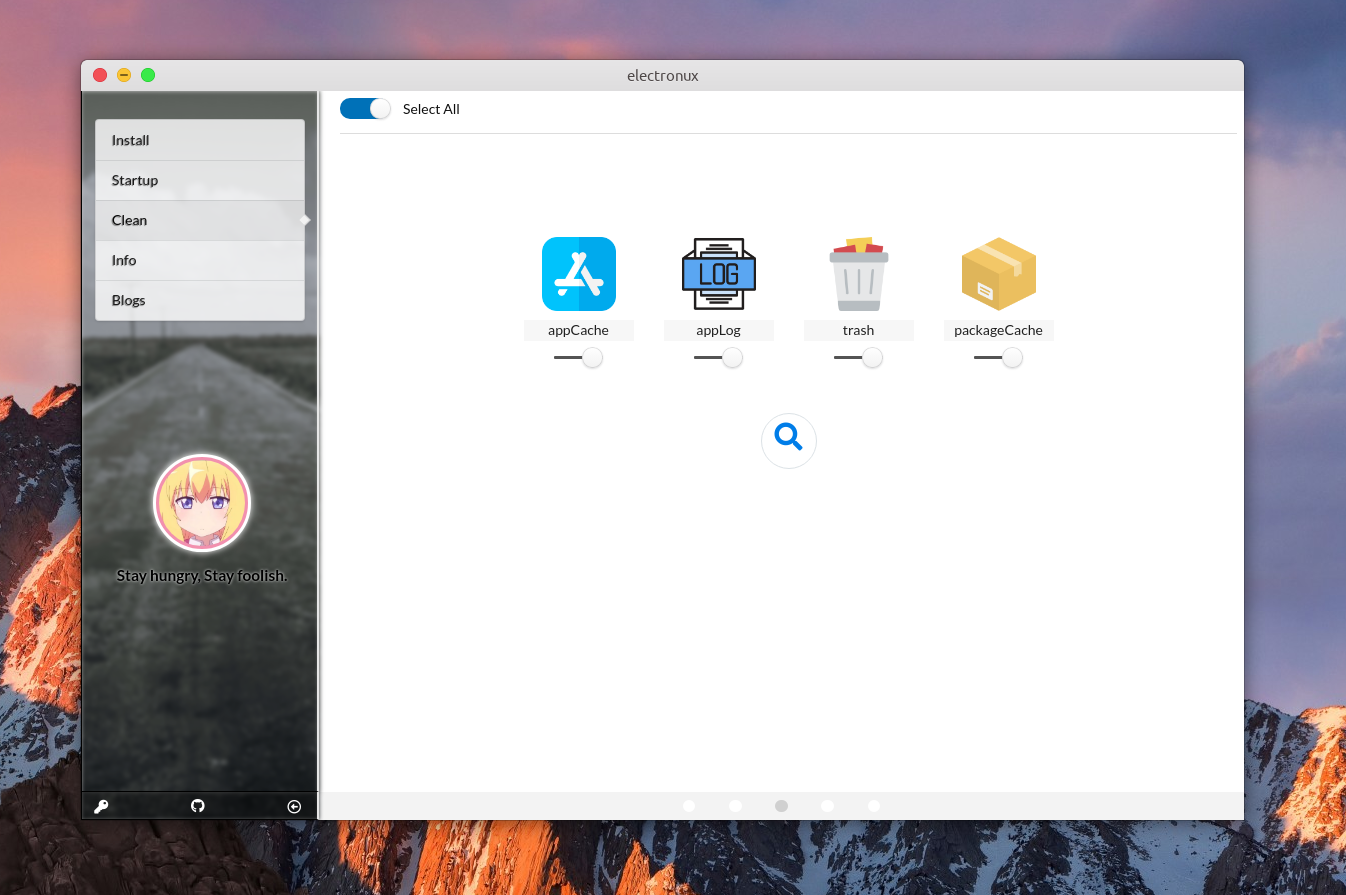 electronux
Install
Startup
Clean
Info
Blogs
Stay hungry, Stay foolish.
Select All
LOG
appCache
appLog
trash
packageCache